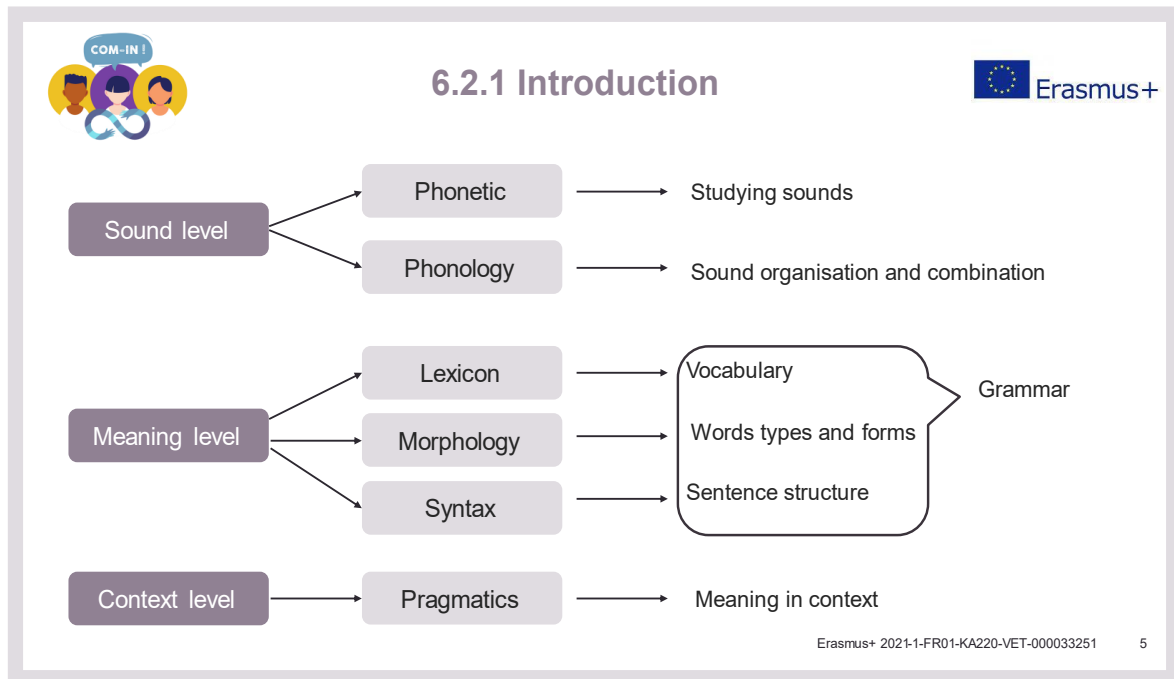 COM-IN !
6.2.1 Introduction
Erasmus+
Sound level
Phonetic
Studying sounds
Phonology
Sound organisation and combination
Meaning level
Lexicon
Vocabulary
Morphology
Words types and forms
Syntax
Sentence structure
Grammar
Context level
Pragmatics
Meaning in context
Erasmus+ 2021-1-FR01-KA220-VET-000033251
5